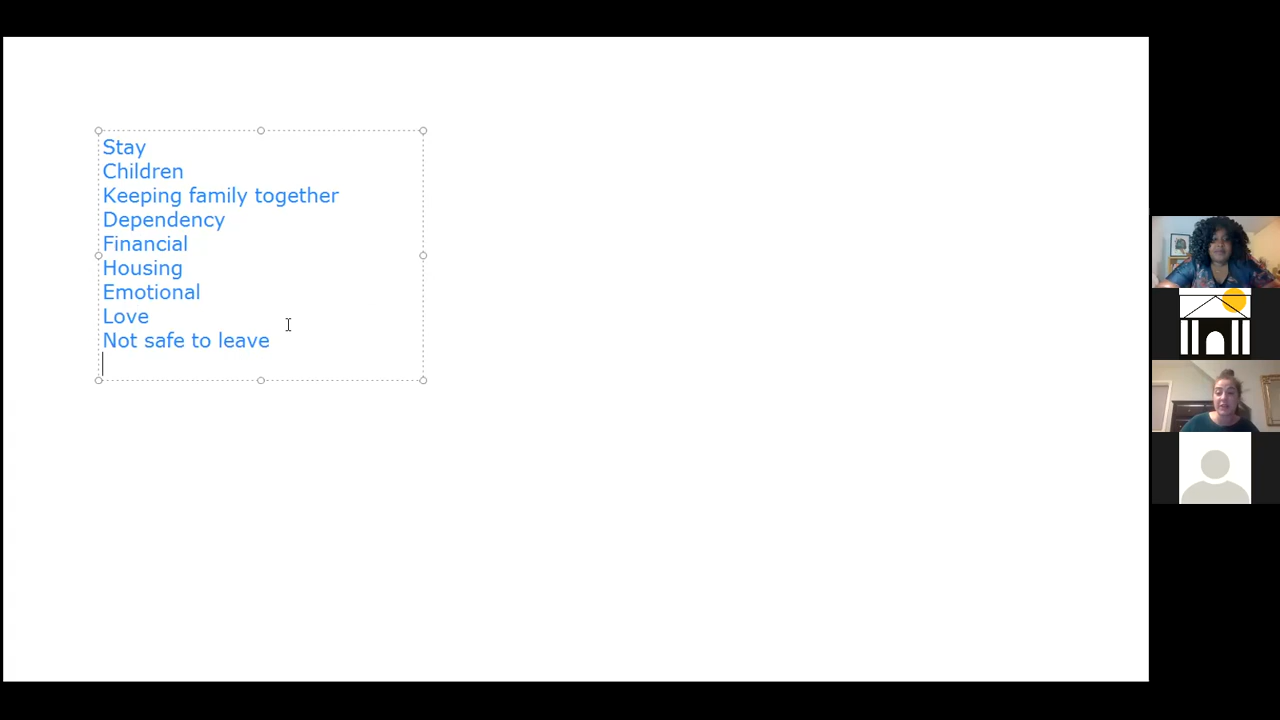 Stay
Children
Keeping family together
Dependency
Financial
Housing
Emotional
Love
Not safe to leave